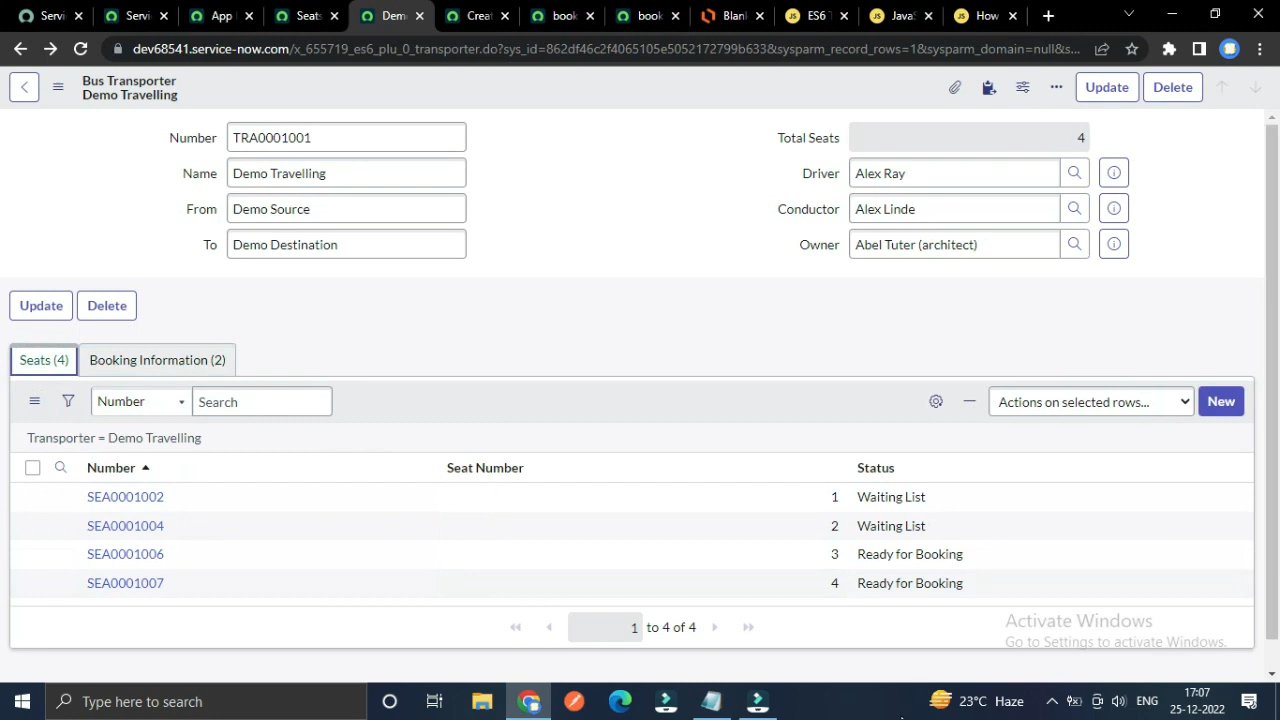 Servi
Servi
App
Seats
Dem
Creat
book
book
Blank
ES6 T
JavaS
How
dev68541.service-now.com/x_655719_es6_plu_0_transporter.do?sys_id=862df46c2f4065105e5052172799b633&sysparm_record_rows=1&sysparm_domain=null&s...
Bus Transporter
Demo Travelling
Update
Delete
Number
TRA0001001
Total Seats
4
Name
Demo Travelling
Driver
Alex Ray
From
Demo Source
Conductor
Alex Linde
To
Demo Destination
Owner
Abel Tuter (architect)
Update
Delete
Seats (4)
Booking Information (2)
Number
Search
Actions on selected rows...
New
Transporter = Demo Travelling
Number
Seat Number
Status
SEA0001002
1
Waiting List
SEA0001004
2
Waiting List
SEA0001006
3
Ready for Booking
SEA0001007
4
Ready for Booking
1 to 4 of 4
Activate Windows
Go to Settings to activate Windows.
Type here to search
23°C Haze
ENG
17:07
25-12-2022